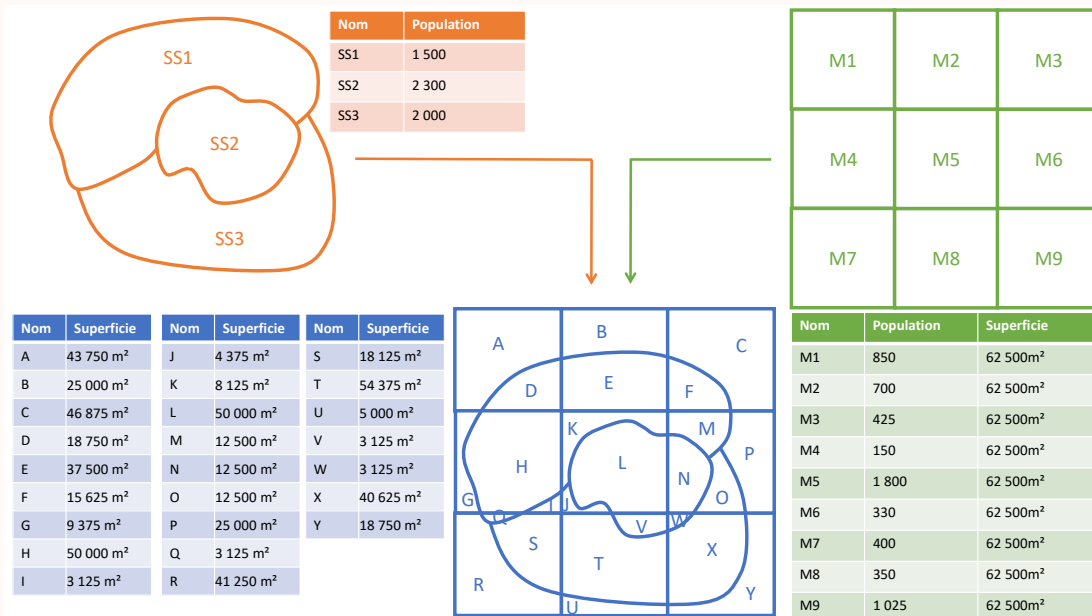 SS1
SS2
SS3
Nom Population
SS1 1 500
SS2 2 300
SS3 2 000
M1 M2 M3
M4 M5 M6
M7 M8 M9
Nom Superficie
A 43 750 m²
B 25 000 m²
C 46 875 m²
D 18 750 m²
E 37 500 m²
F 15 625 m²
G 9 375 m²
H 50 000 m²
I 3 125 m²
Nom Superficie
J 4 375 m²
K 8 125 m²
L 50 000 m²
M 12 500 m²
N 12 500 m²
O 12 500 m²
P 25 000 m²
Q 3 125 m²
R 41 250 m²
Nom Superficie
S 18 125 m²
T 54 375 m²
U 5 000 m²
V 3 125 m²
W 3 125 m²
X 40 625 m²
Y 18 750 m²
A B C
D E F
K M
H L N P
G Q I J O
S V W
R T X
U Y
Nom Population Superficie
M1 850 62 500m²
M2 700 62 500m²
M3 425 62 500m²
M4 150 62 500m²
M5 1 800 62 500m²
M6 330 62 500m²
M7 400 62 500m²
M8 350 62 500m²
M9 1 025 62 500m²